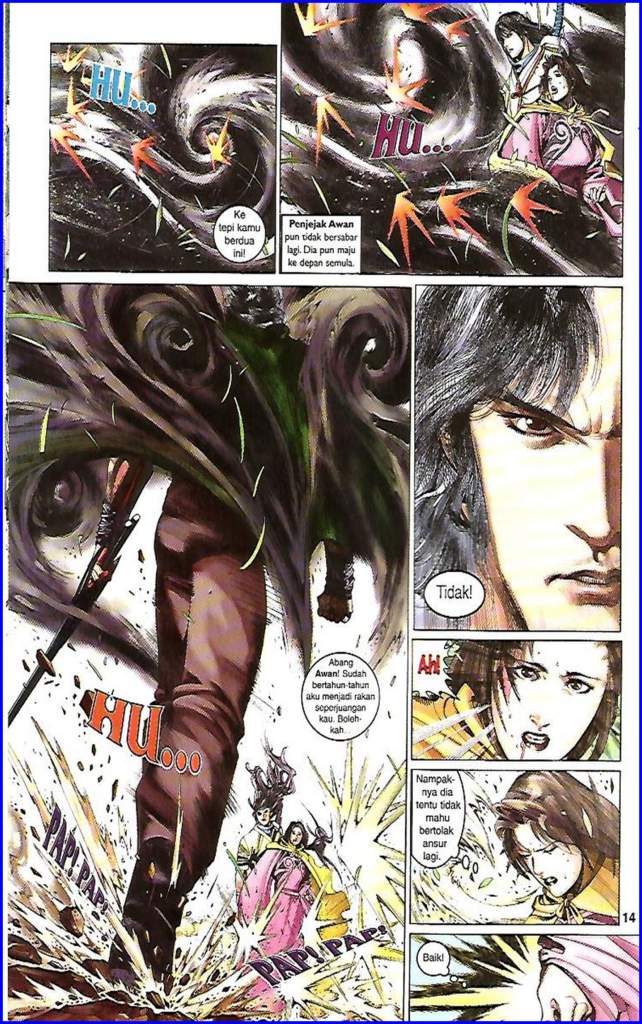 HU...
Ke
tepi kamu
berdua
ini!
HU...
Penjejak Awan
pun tidak bersabar
lagi. Dia pun maju
ke depan semula.
Abang
Awan! Sudah
bertahun-tahun
aku menjadi rakan
seperjuangan
kau. Boleh-
kah...
HU...
PAP! PAP!
PAP! PAP!
Tidak!
Ah!
Nampak-
nya dia
tentu tidak
mahu
bertolak
ansur
lagi.
14
Baik!